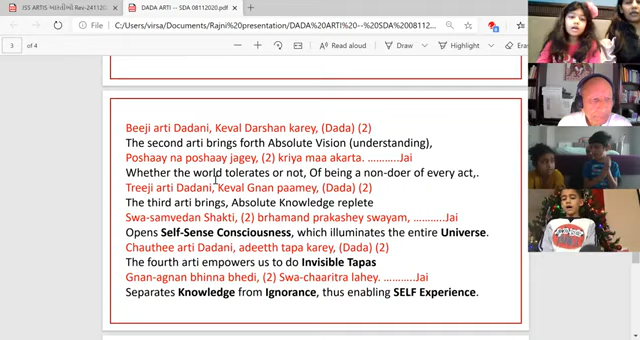 ISS ARTIS આરતીઓ Rev-24112
DADA ARTI -- SDA 08112020.pdf
C:/Users/virsa/Documents/Rajni%20presentation/DADA%20ARTI%20--%20SDA%2008112
3 of 4
Read aloud
Draw
Highlight
Beeji arti Dadani, Keval Darshan karey, (Dada) (2)
The second arti brings forth Absolute Vision (understanding),
Poshaay na poshaay jagey, (2) kriya maa akarta. ………..Jai
Whether the world tolerates or not, Of being a non-doer of every act,.
Treeji arti Dadani, Keval Gnan paamey, (Dada) (2)
The third arti brings, Absolute Knowledge replete
Swa-samvedan Shakti, (2) brhamand prakashey swayam, ………..Jai
Opens Self-Sense Consciousness, which illuminates the entire Universe.
Chauthee arti Dadani, adeetth tapa karey, (Dada) (2)
The fourth arti empowers us to do Invisible Tapas
Gnan-agnan bhinna bhedi, (2) Swa-chaaritra lahey. ………..Jai
Separates Knowledge from Ignorance, thus enabling SELF Experience.